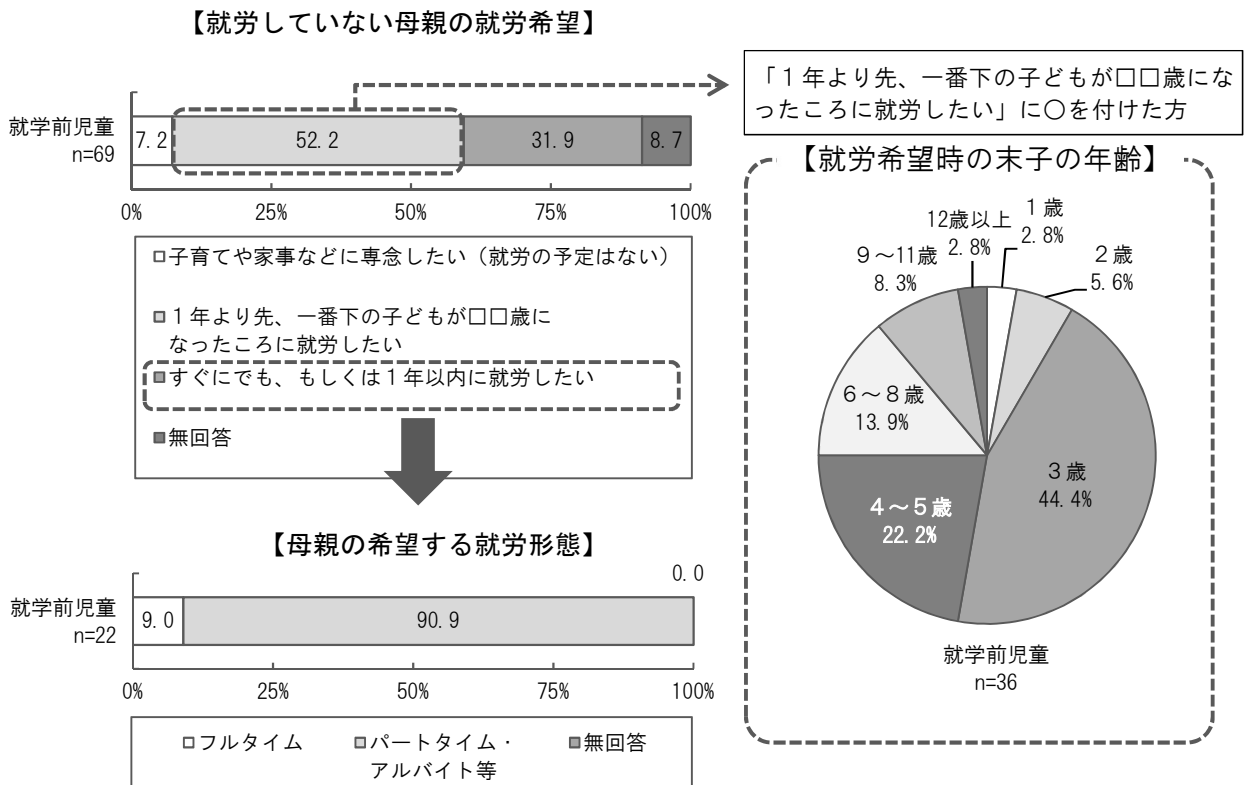 【就労していない母親の就労希望】
就学前児童
n=69
7.2
52.2
31.9
8.7
0%
25%
50%
75%
100%
子育てや家事などに専念したい（就労の予定はない）
１年より先、一番下の子どもが□□歳に
なったころに就労したい
すぐにでも、もしくは１年以内に就労したい
無回答
「１年より先、一番下の子どもが□□歳にな
ったころに就労したい」に〇を付けた方
【就労希望時の末子の年齢】
１歳
2.8%
２歳
5.6%
３歳
44.4%
４～５歳
22.2%
６～８歳
13.9%
９～11歳
8.3%
12歳以上
2.8%
就学前児童
n=36
【母親の希望する就労形態】
就学前児童
n=22
9.0
90.9
0.0
0%
25%
50%
75%
100%
フルタイム
パートタイム・
アルバイト等
無回答